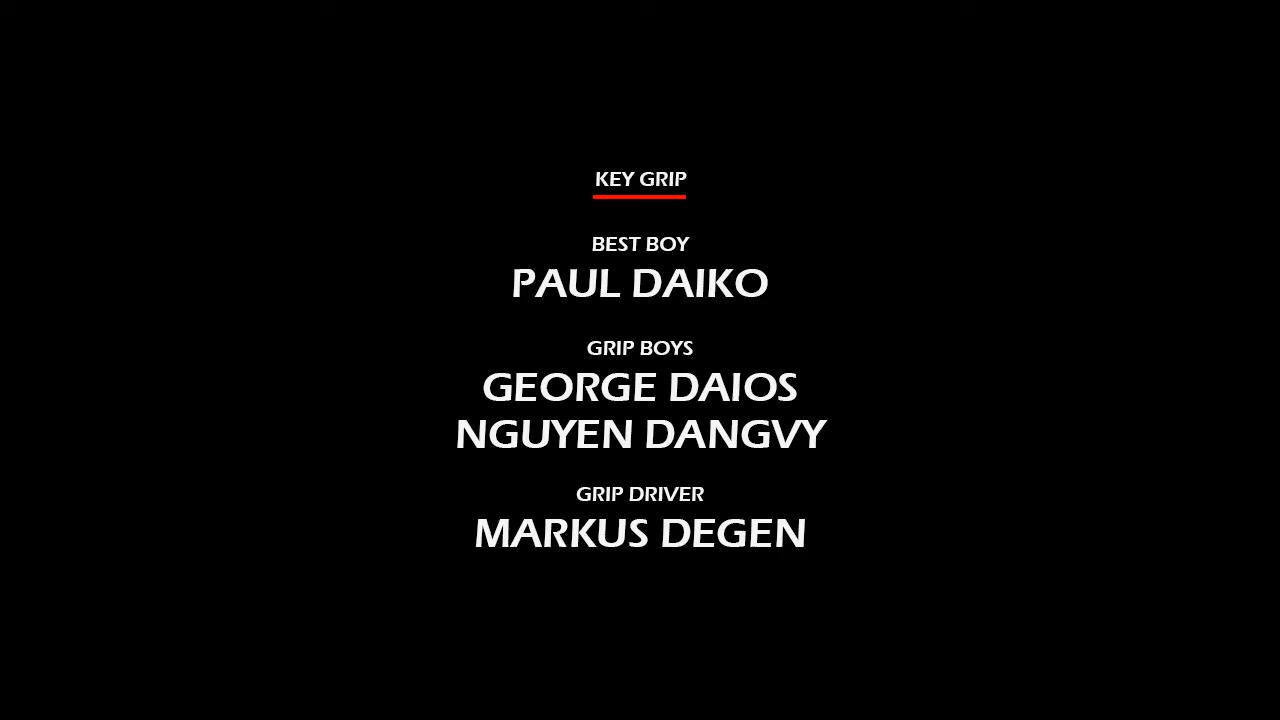 KEY GRIP
BEST BOY
PAUL DAIKO
GRIP BOYS
GEORGE DAIOS
NGUYEN DANGVY
GRIP DRIVER
MARKUS DEGEN